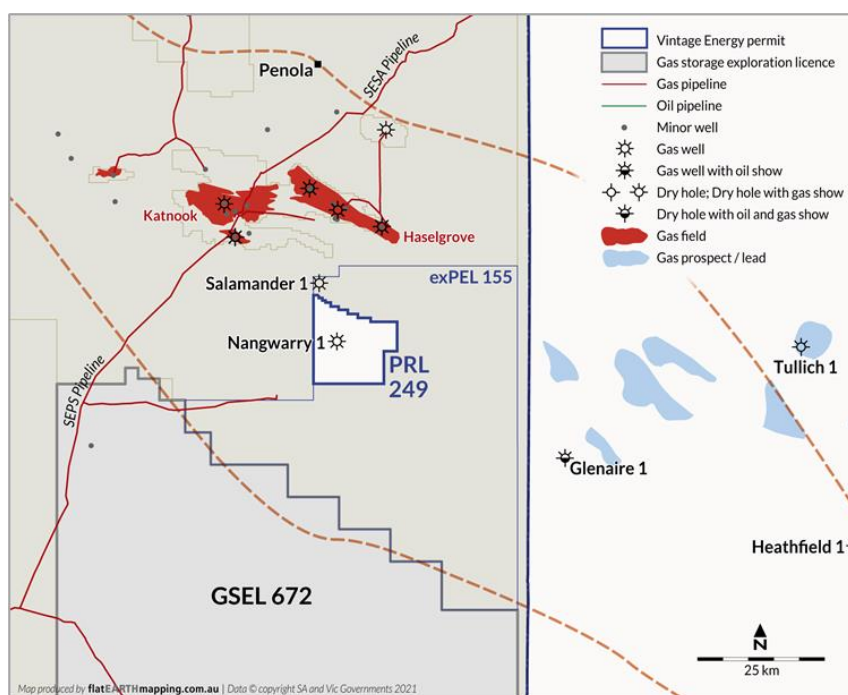 Penola
SESA Pipeline
Katnook
Haselgrove
Salamander 1
exPEL 155
Nangwarry 1
PRL
249
SEPS Pipeline
GSEL 672
Vintage Energy permit
Gas storage exploration licence
Gas pipeline
Oil pipeline
Minor well
Gas well
Gas well with oil show
Dry hole; Dry hole with gas show
Dry hole with oil and gas show
Gas field
Gas prospect / lead
Tullich 1
Glenaire 1
Heathfield 1
N
25 km
Map produced by flatEARTHmapping.com.au | Data © copyright SA and Vic Governments 2021